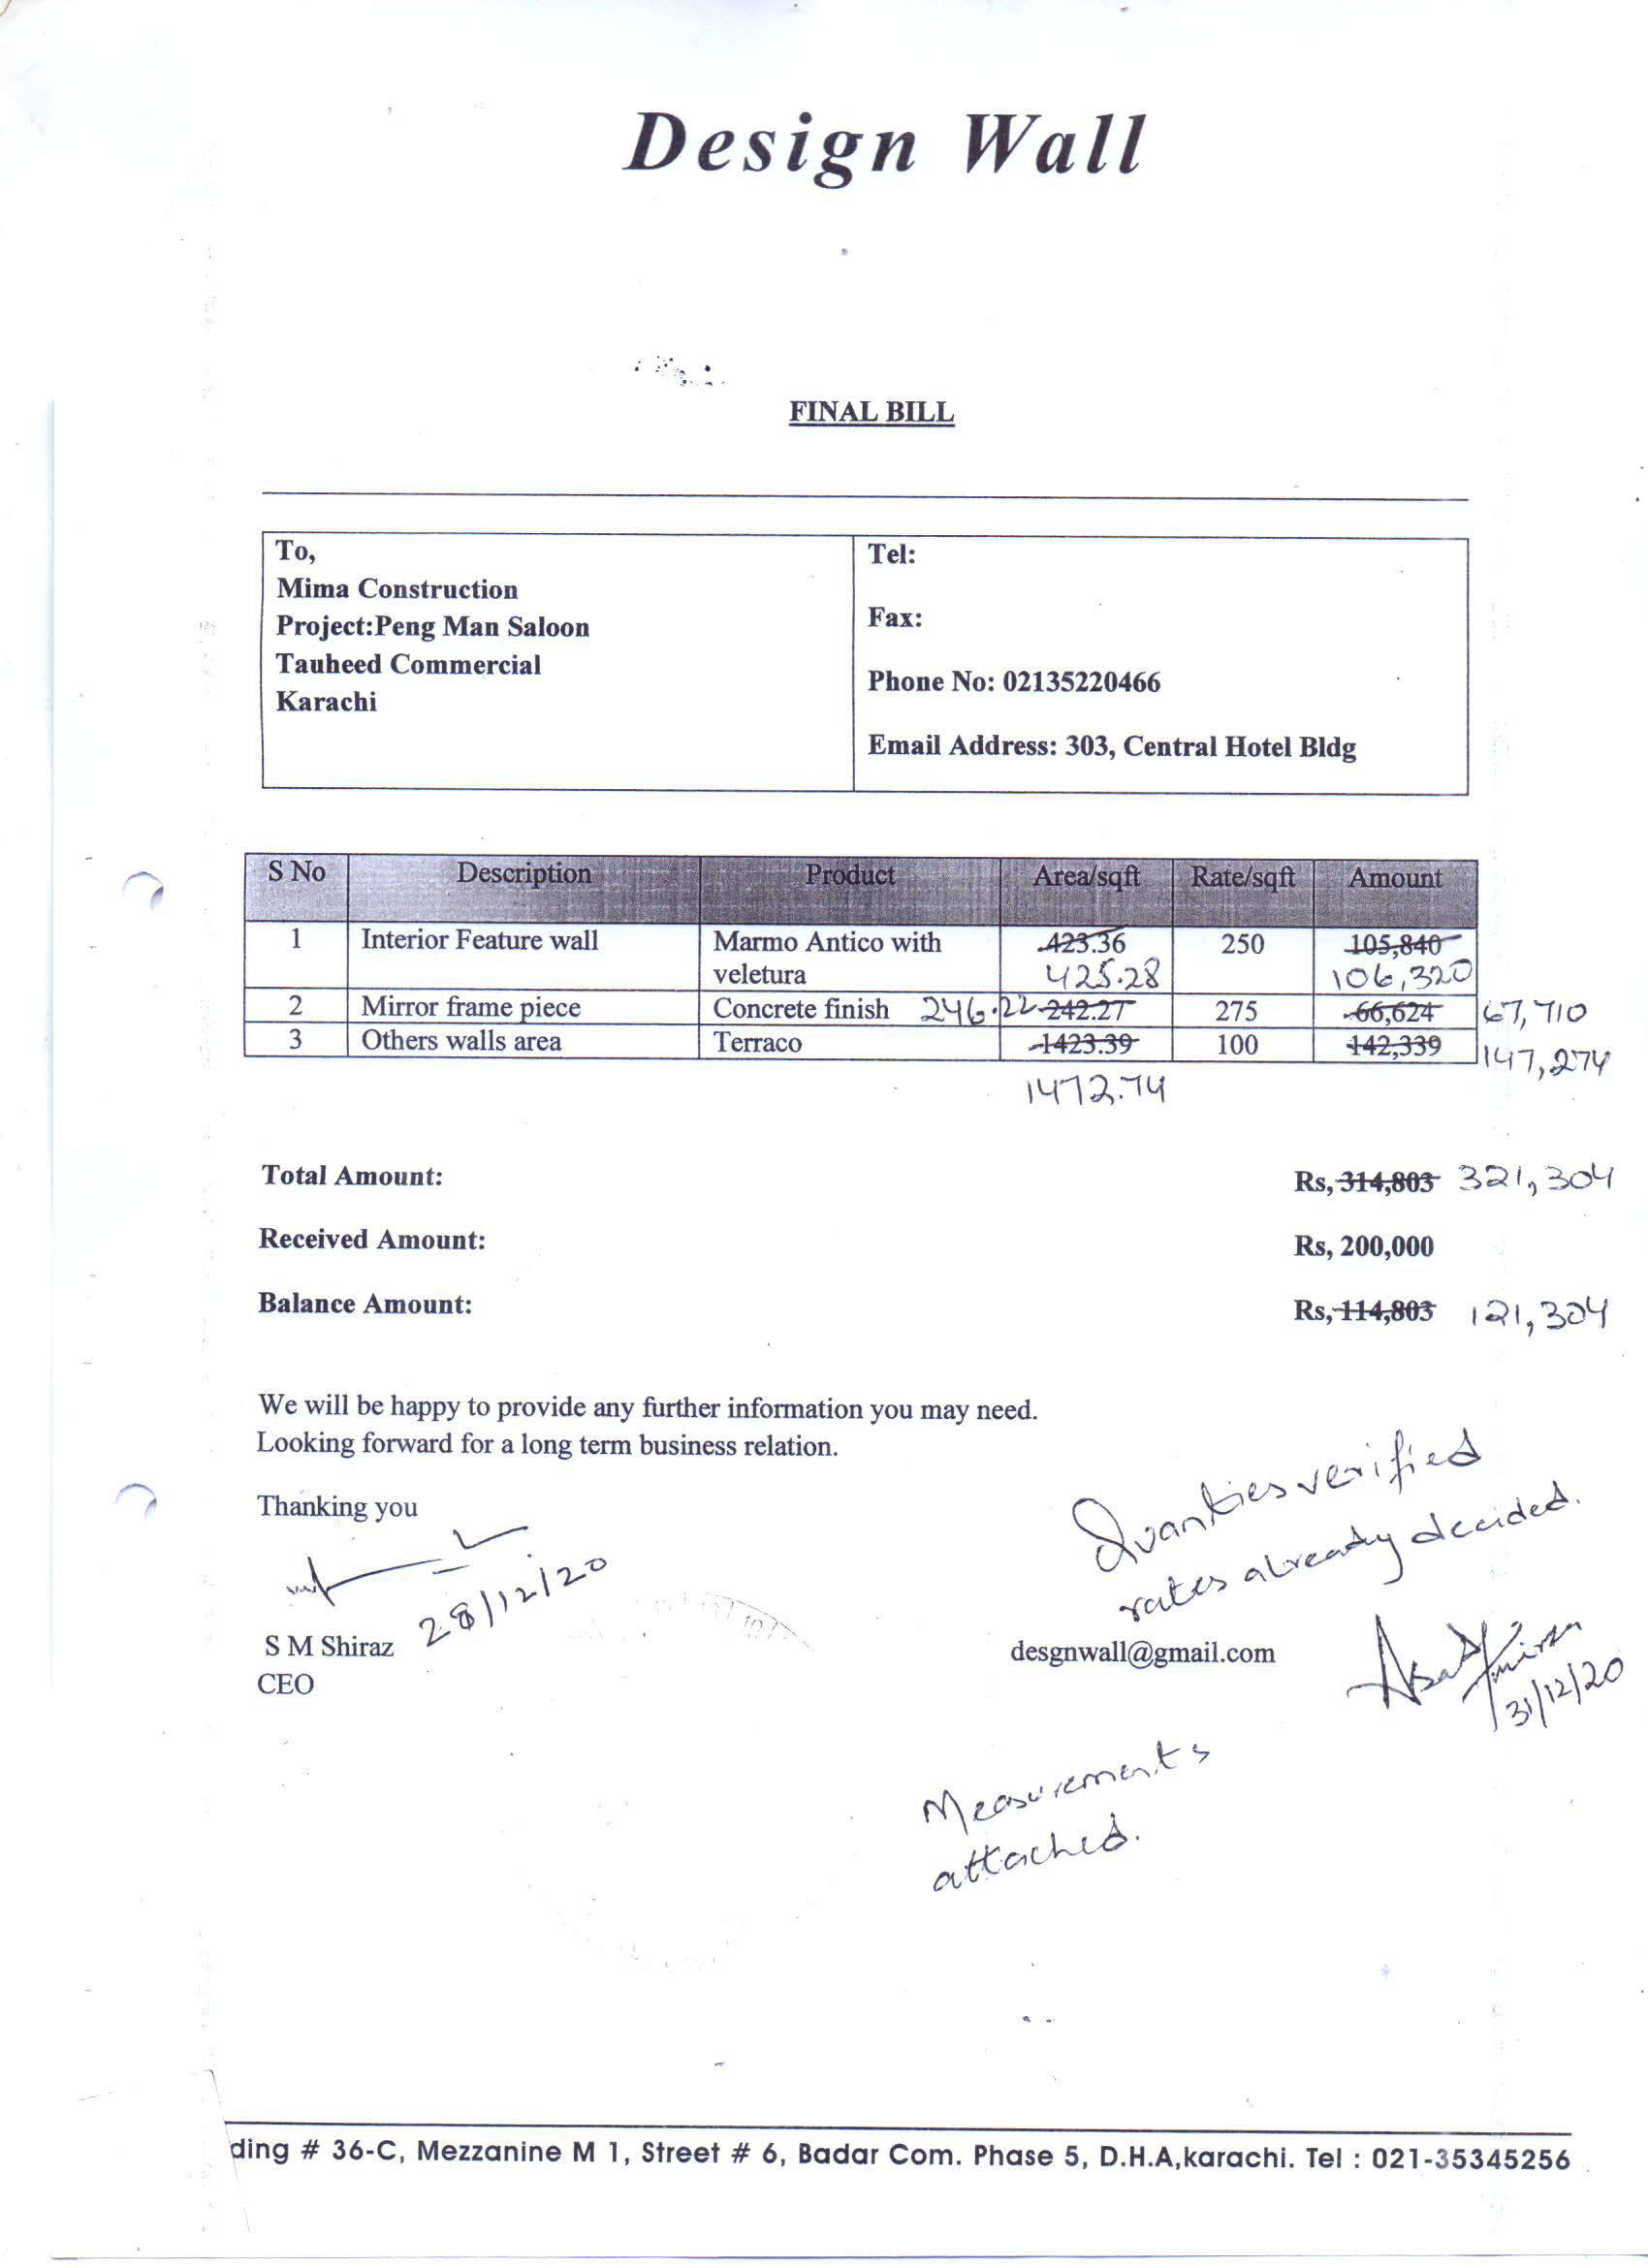 Design Wall
FINAL BILL
To,
Mima Construction
Project:Peng Man Saloon
Tauheed Commercial
Karachi
Tel:
Fax:
Phone No: 02135220466
Email Address: 303, Central Hotel Bldg
S No Description Product Area/sqft Rate/sqft Amount
1 Interior Feature wall Marmo Antico with 423.36 250 105,840
veletura 425.28 106,320
2 Mirror frame piece Concrete finish 246.22 242.27 275 66,624 67,710
3 Others walls area Terraco 1423.39 100 142,339 147,274
1472.74
Total Amount: Rs, 314,803 321,304
Received Amount: Rs, 200,000
Balance Amount: Rs, 114,803 121,304
We will be happy to provide any further information you may need.
Looking forward for a long term business relation.
Thanking you
28/12/20
S M Shiraz
CEO
Quanties verified
rates already decided.
desgnwall@gmail.com
31/12/20
Measurements
attached.
ding # 36-C, Mezzanine M 1, Street # 6, Badar Com. Phase 5, D.H.A,karachi. Tel : 021-35345256